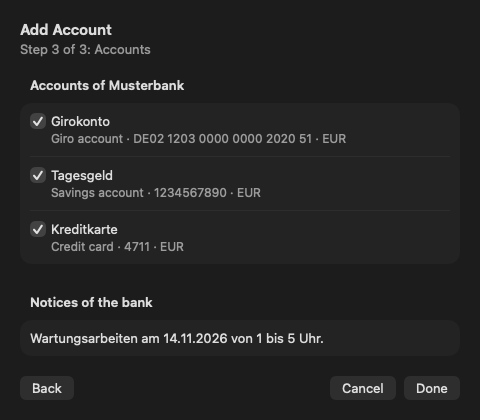 Add Account
Step 3 of 3: Accounts
Accounts of Musterbank
Girokonto
Giro account · DE02 1203 0000 0000 2020 51 · EUR
Tagesgeld
Savings account · 1234567890 · EUR
Kreditkarte
Credit card · 4711 · EUR
Notices of the bank
Wartungsarbeiten am 14.11.2026 von 1 bis 5 Uhr.
Back
Cancel
Done